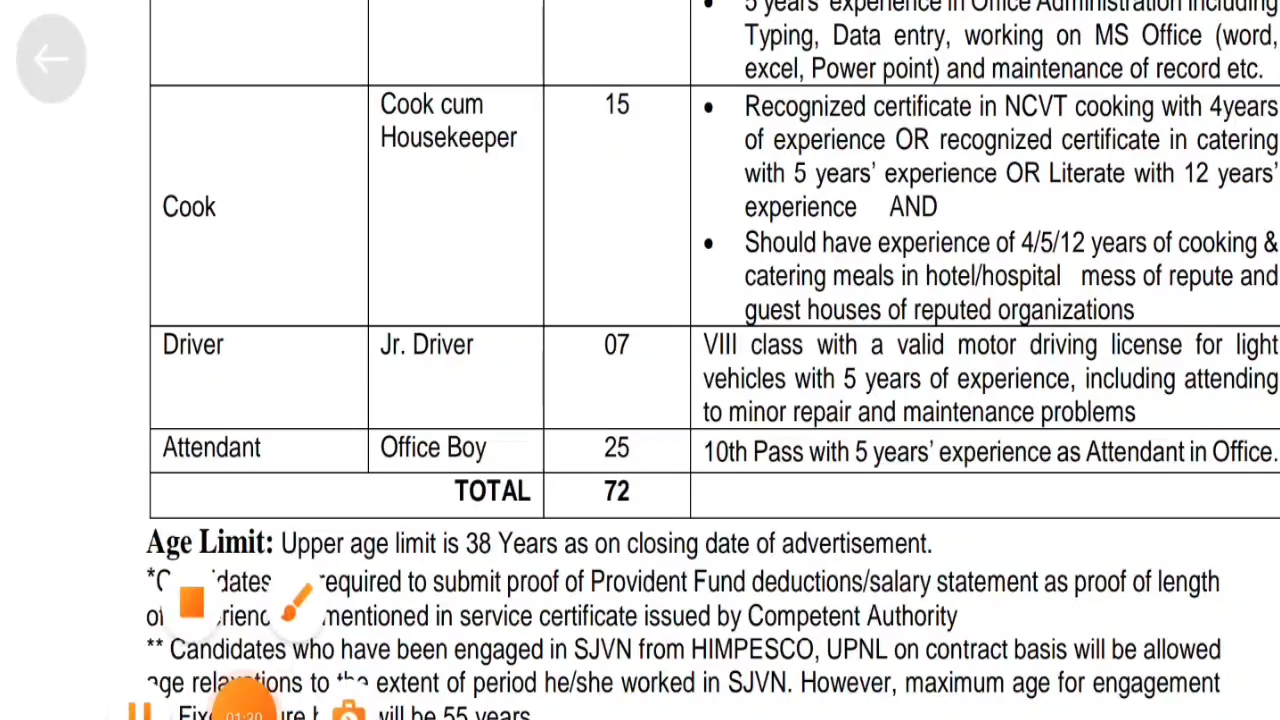 5 years' experience in Office Administration including
Typing, Data entry, working on MS Office (word,
excel, Power point) and maintenance of record etc.
Cook
Cook cum
Housekeeper
15
• Recognized certificate in NCVT cooking with 4years
of experience OR recognized certificate in catering
with 5 years' experience OR Literate with 12 years'
experience AND
• Should have experience of 4/5/12 years of cooking &
catering meals in hotel/hospital mess of repute and
guest houses of reputed organizations
Driver
Jr. Driver
07
VIII class with a valid motor driving license for light
vehicles with 5 years of experience, including attending
to minor repair and maintenance problems
Attendant
Office Boy
25
10th Pass with 5 years' experience as Attendant in Office.
TOTAL
72
Age Limit: Upper age limit is 38 Years as on closing date of advertisement.
required to submit proof of Provident Fund deductions/salary statement as proof of length
mentioned in service certificate issued by Competent Authority
** Candidates who have been engaged in SJVN from HIMPESCO, UPNL on contract basis will be allowed
to the extent of period he/she worked in SJVN. However, maximum age for engagement
will be 55 years
01:20